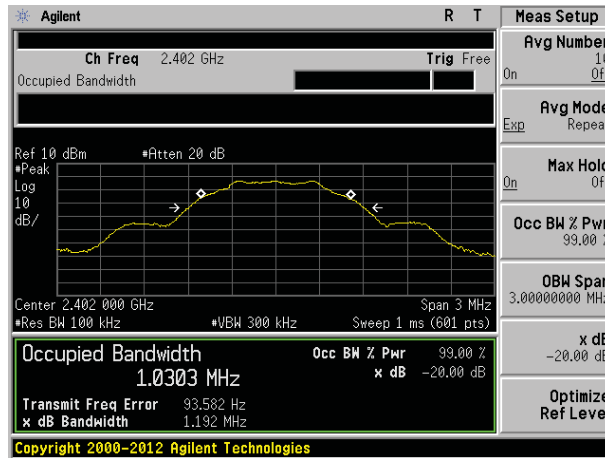 Agilent R T Meas Setup
Ch Freq 2.402 GHz Trig Free
Occupied Bandwidth
Avg Number
On
Avg Mode
Exp
Max Hold
On
Occ BW % Pwr
99.00 %
OBW Span
3.00000000 MHz
x dB
-20.00 dB
Optimize
Ref Level
Ref 10 dBm #Atten 20 dB
#Peak
Log
10
dB/
Center 2.402 000 GHz Span 3 MHz
#Res BW 100 kHz #VBW 300 kHz Sweep 1 ms (601 pts)
Occupied Bandwidth Occ BW % Pwr 99.00 %
1.0303 MHz x dB -20.00 dB
Transmit Freq Error 93.582 Hz
x dB Bandwidth 1.192 MHz
Copyright 2000-2012 Agilent Technologies